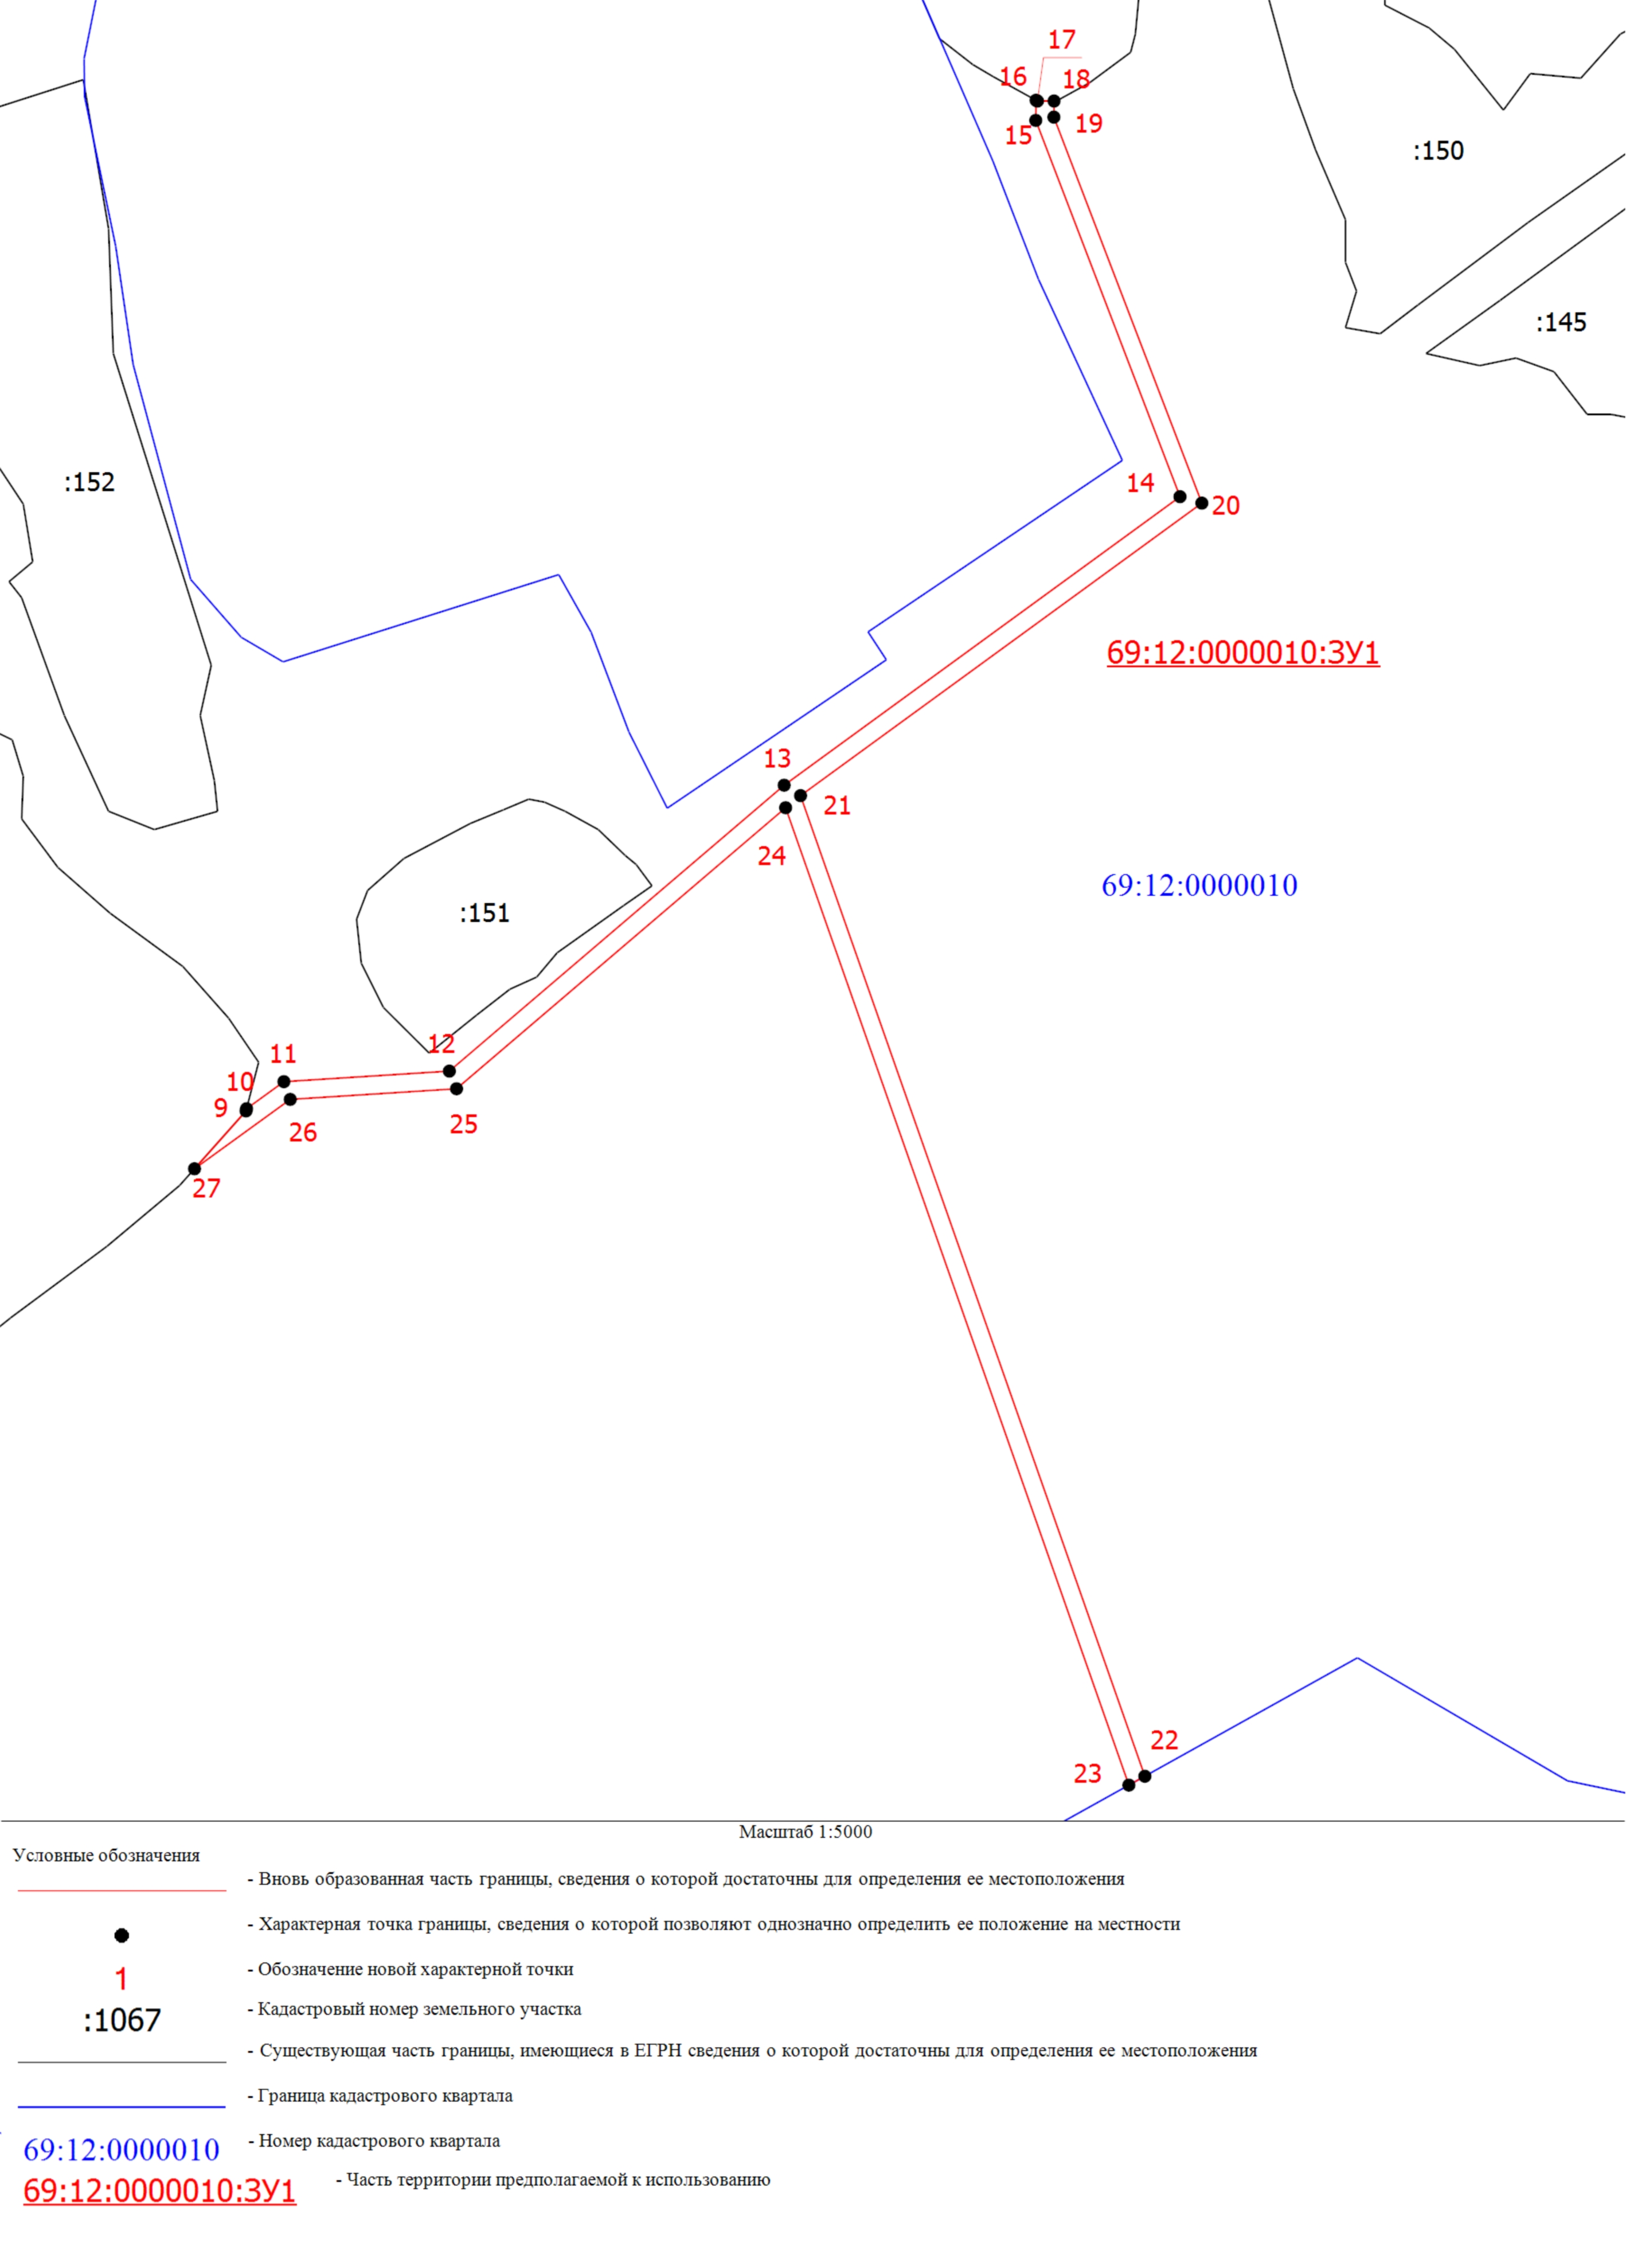 17
16
18
15
19
:150
:145
:152
14
20
69:12:0000010:ЗУ1
13
21
24
69:12:0000010
:151
12
11
10
9
25
26
27
22
23
Масштаб 1:5000
Условные обозначения
- Вновь образованная часть границы, сведения о которой достаточны для определения ее местоположения
- Характерная точка границы, сведения о которой позволяют однозначно определить ее положение на местности
1 - Обозначение новой характерной точки
:1067 - Кадастровый номер земельного участка
- Существующая часть границы, имеющиеся в ЕГРН сведения о которой достаточны для определения ее местоположения
- Граница кадастрового квартала
69:12:0000010 - Номер кадастрового квартала
69:12:0000010:ЗУ1 - Часть территории предполагаемой к использованию